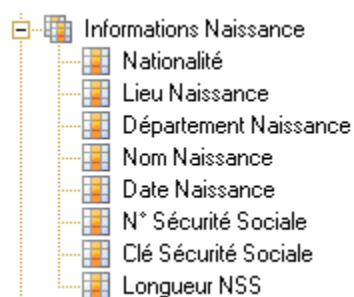 Informations Naissance
Nationalité
Lieu Naissance
Département Naissance
Nom Naissance
Date Naissance
N° Sécurité Sociale
Clé Sécurité Sociale
Longueur NSS